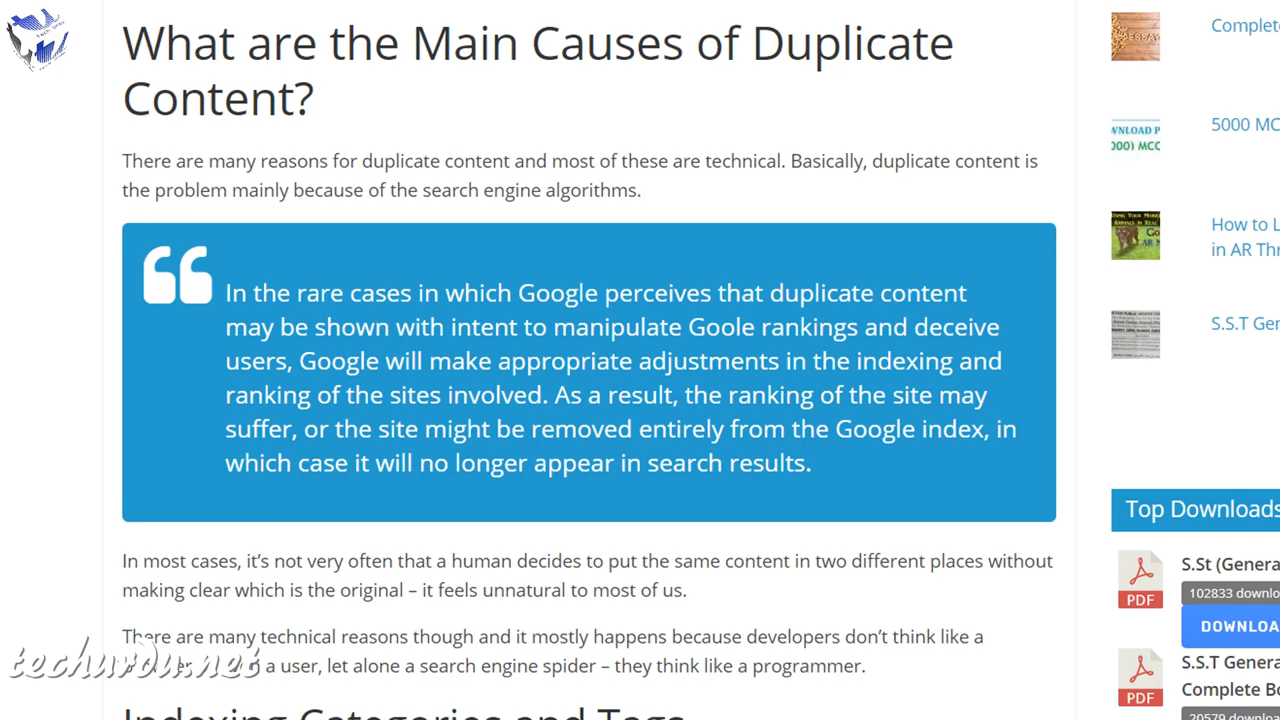 What are the Main Causes of Duplicate
Content?
There are many reasons for duplicate content and most of these are technical. Basically, duplicate content is
the problem mainly because of the search engine algorithms.
In the rare cases in which Google perceives that duplicate content
may be shown with intent to manipulate Goole rankings and deceive
users, Google will make appropriate adjustments in the indexing and
ranking of the sites involved. As a result, the ranking of the site may
suffer, or the site might be removed entirely from the Google index, in
which case it will no longer appear in search results.
In most cases, it's not very often that a human decides to put the same content in two different places without
making clear which is the original – it feels unnatural to most of us.
There are many technical reasons though and it mostly happens because developers don't think like a
a user, let alone a search engine spider – they think like a programmer.
Indexing Categories and Tags
techurdu.net
Complete
5000 MC
How to L
in AR Thr
S.S.T Ger
Top Downloads
S.St (Genera
102833 downlo
DOWNLOA
PDF
S.S.T Genera
Complete Bo
20579 downlo
PDF